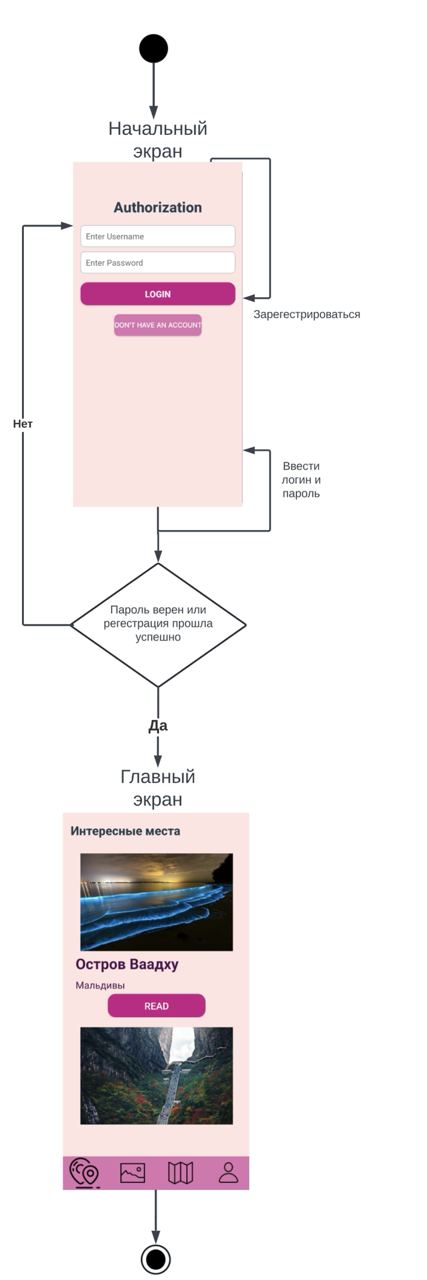 Начальный
экран
Authorization
Enter Username
Enter Password
LOGIN
DON'T HAVE AN ACCOUNT
Зарегестрироваться
Нет
Ввести
логин и
пароль
Пароль верен или
регестрация прошла
успешно
Да
Главный
экран
Интересные места
Остров Ваадху
Мальдивы
READ